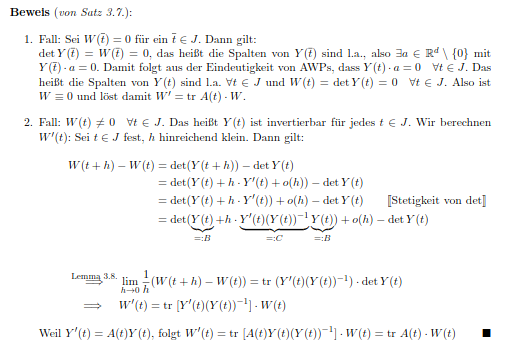 Beweis (von Satz 3.7.):
1. Fall: Sei W(t̄) = 0 für ein t̄ ∈ J. Dann gilt:
det Y(t̄) = W(t̄) = 0, das heißt die Spalten von Y(t̄) sind l.a., also ∃a ∈ ℝᵈ \ {0} mit
Y(t̄) · a = 0. Damit folgt aus der Eindeutigkeit von AWPs, dass Y(t) · a = 0 ∀t ∈ J. Das
heißt die Spalten von Y(t) sind l.a. ∀t ∈ J und W(t) = det Y(t) = 0 ∀t ∈ J. Also ist
W ≡ 0 und löst damit W′ = tr A(t) · W.
2. Fall: W(t) ≠ 0 ∀t ∈ J. Das heißt Y(t) ist invertierbar für jedes t ∈ J. Wir berechnen
W′(t): Sei t ∈ J fest, h hinreichend klein. Dann gilt:
W(t + h) − W(t) = det(Y(t + h)) − det Y(t)
= det(Y(t) + h · Y′(t) + o(h)) − det Y(t)
= det(Y(t) + h · Y′(t)) + o(h) − det Y(t) ⟦Stetigkeit von det⟧
= det(Y(t) + h · Y′(t)(Y(t))⁻¹ Y(t)) + o(h) − det Y(t)
=:B =:C =:B
Lemma 3.8. ⟹ lim h→0 1/h (W(t + h) − W(t)) = tr (Y′(t)(Y(t))⁻¹) · det Y(t)
⟹ W′(t) = tr [Y′(t)(Y(t))⁻¹] · W(t)
Weil Y′(t) = A(t)Y(t), folgt W′(t) = tr [A(t)Y(t)(Y(t))⁻¹] · W(t) = tr A(t) · W(t) ■